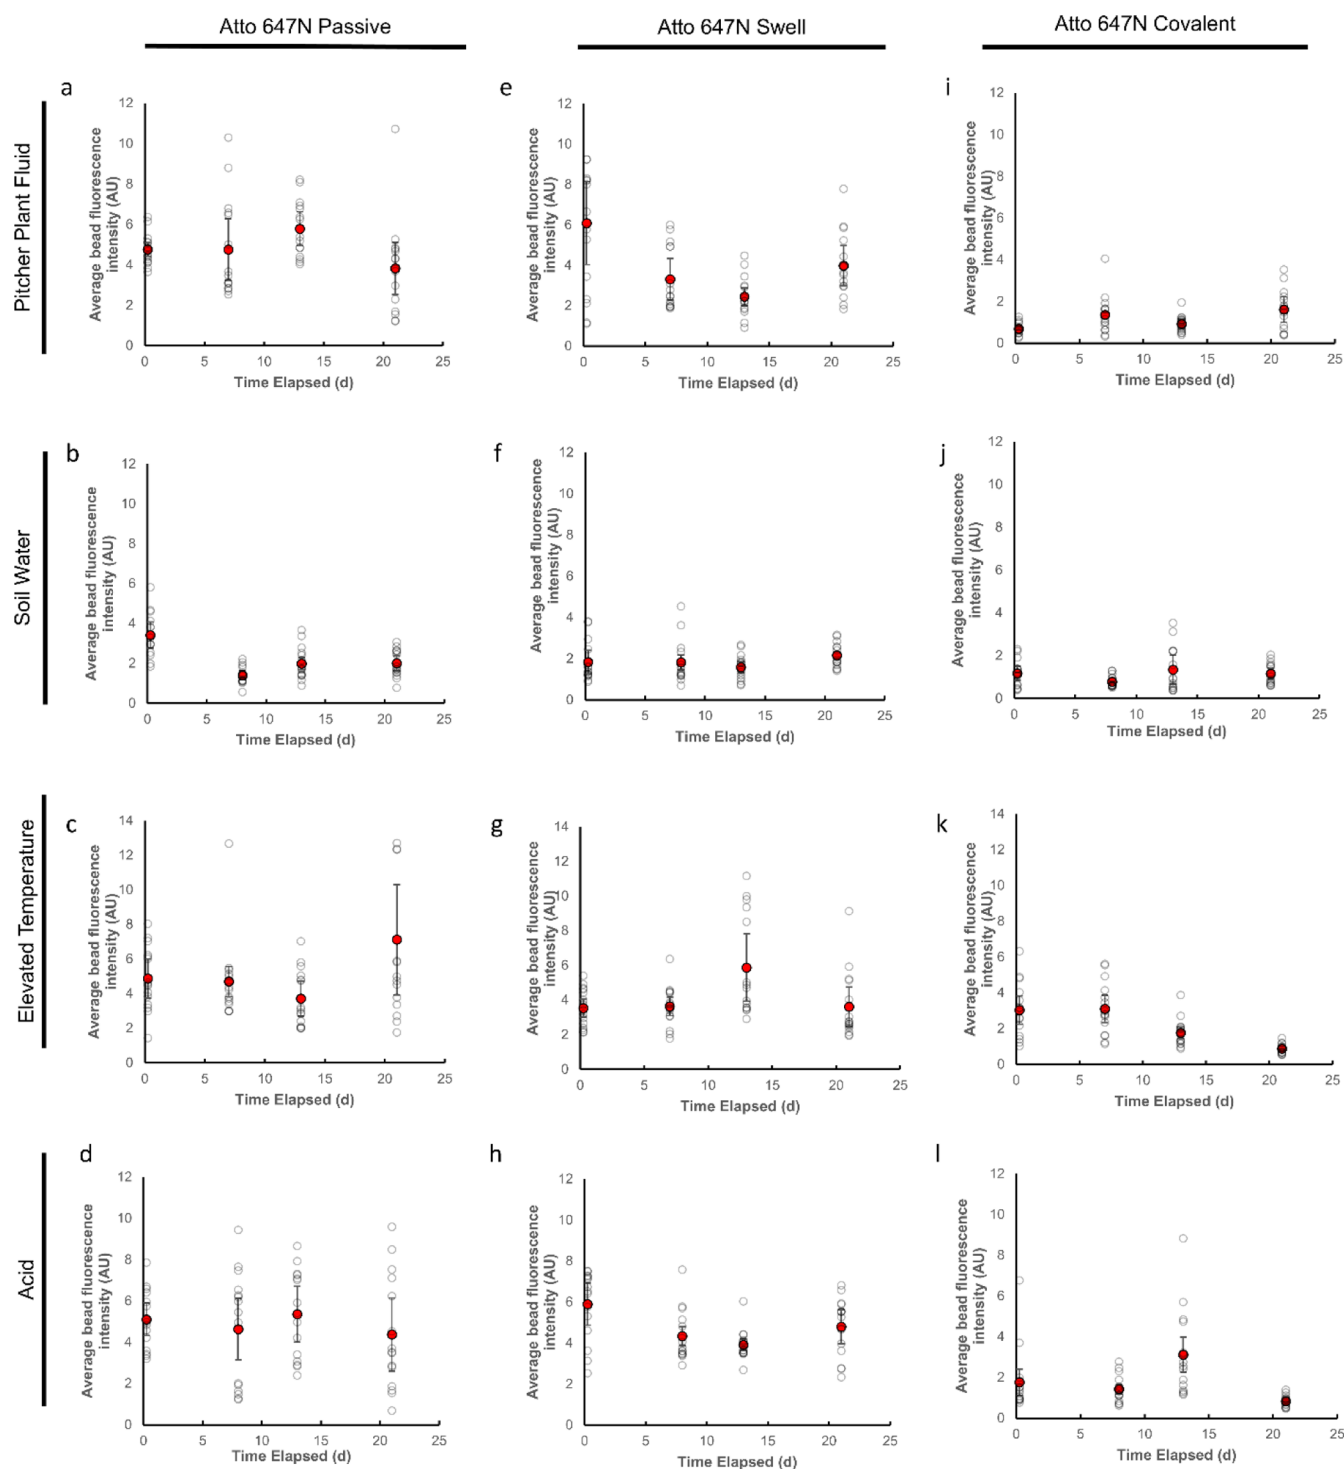 Atto 647N Passive
Atto 647N Swell
Atto 647N Covalent
Pitcher Plant Fluid
a
Average bead fluorescence
intensity (AU)
12
10
8
6
4
2
0
0 5 10 15 20 25
Time Elapsed (d)
e
Average bead fluorescence
intensity (AU)
12
10
8
6
4
2
0
0 5 10 15 20 25
Time Elapsed (d)
i
Average bead fluorescence
intensity (AU)
12
10
8
6
4
2
0
0 5 10 15 20 25
Time Elapsed (d)
Soil Water
b
Average bead fluorescence
intensity (AU)
12
10
8
6
4
2
0
0 5 10 15 20 25
Time Elapsed (d)
f
Average bead fluorescence
intensity (AU)
12
10
8
6
4
2
0
0 5 10 15 20 25
Time Elapsed (d)
j
Average bead fluorescence
intensity (AU)
12
10
8
6
4
2
0
0 5 10 15 20 25
Time Elapsed (d)
Elevated Temperature
c
Average bead fluorescence
intensity (AU)
14
12
10
8
6
4
2
0
0 5 10 15 20 25
Time Elapsed (d)
g
Average bead fluorescence
intensity (AU)
14
12
10
8
6
4
2
0
0 5 10 15 20 25
Time Elapsed (d)
k
Average bead fluorescence
intensity (AU)
14
12
10
8
6
4
2
0
0 5 10 15 20 25
Time Elapsed (d)
Acid
d
Average bead fluorescence
intensity (AU)
12
10
8
6
4
2
0
0 5 10 15 20 25
Time Elapsed (d)
h
Average bead fluorescence
intensity (AU)
12
10
8
6
4
2
0
0 5 10 15 20 25
Time Elapsed (d)
l
Average bead fluorescence
intensity (AU)
12
10
8
6
4
2
0
0 5 10 15 20 25
Time Elapsed (d)